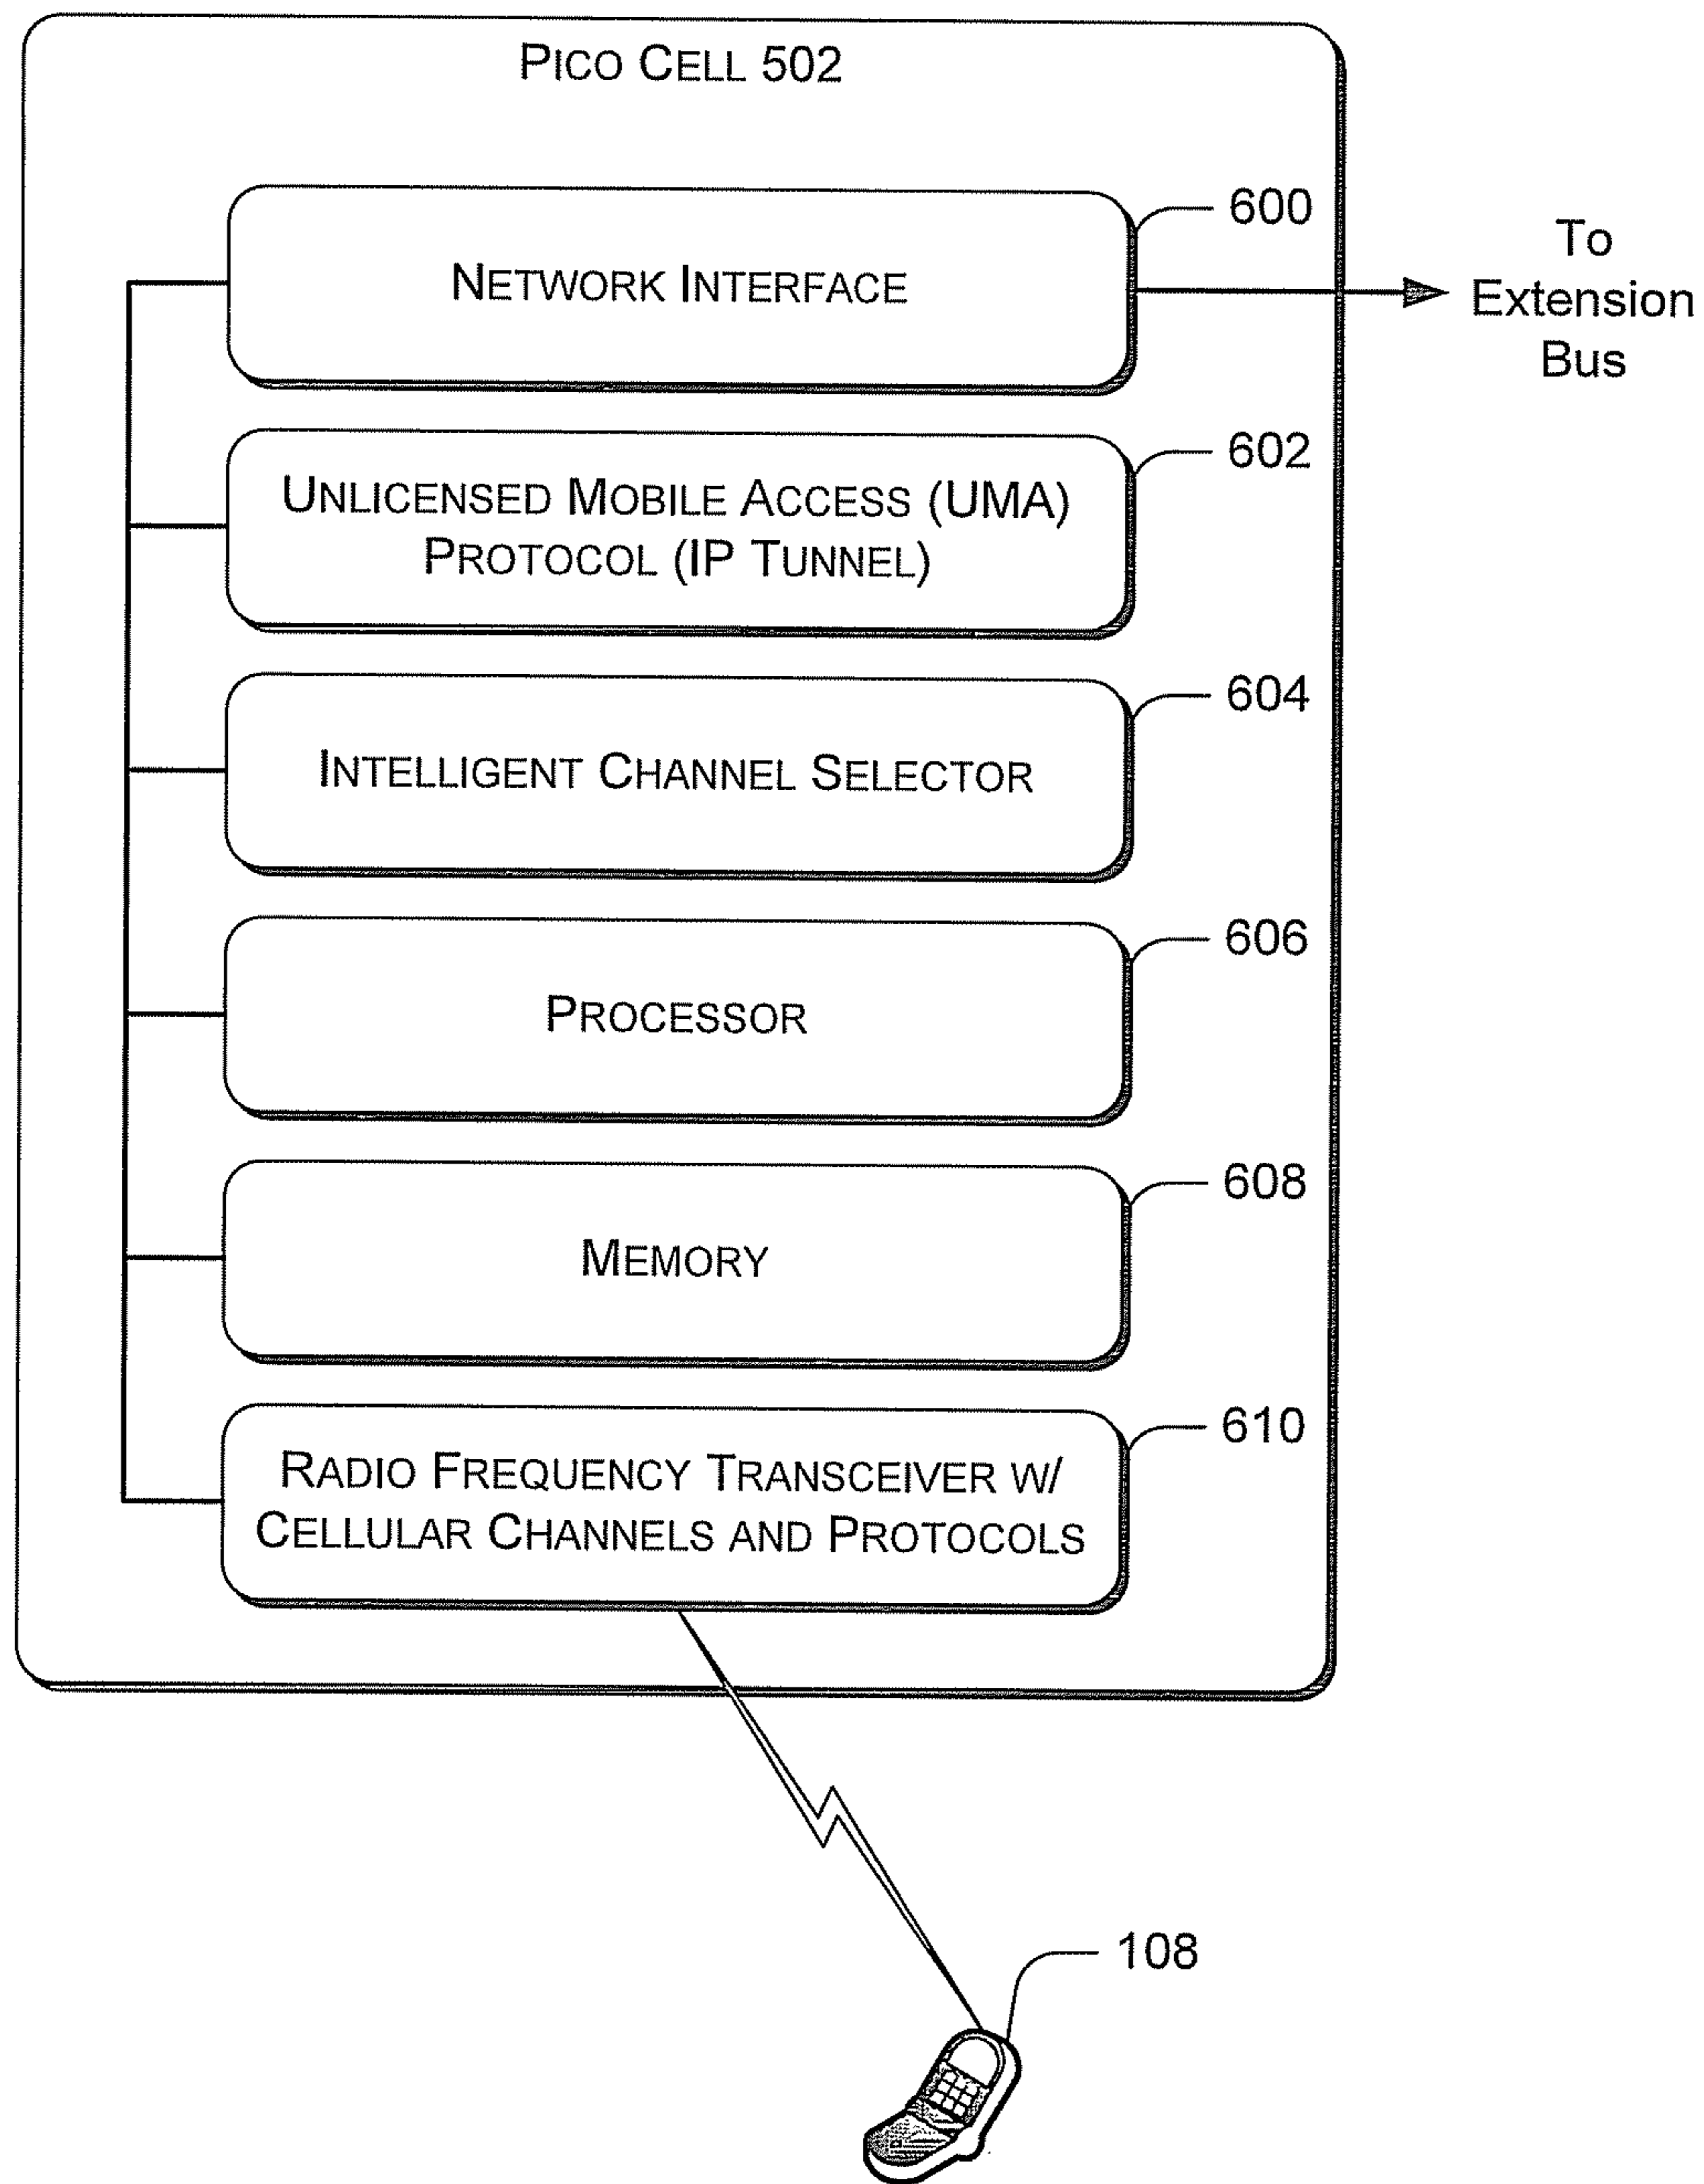 PICO CELL 502
600
NETWORK INTERFACE
To
Extension
Bus
602
UNLICENSED MOBILE ACCESS (UMA)
PROTOCOL (IP TUNNEL)
604
INTELLIGENT CHANNEL SELECTOR
606
PROCESSOR
608
MEMORY
610
RADIO FREQUENCY TRANSCEIVER W/
CELLULAR CHANNELS AND PROTOCOLS
108